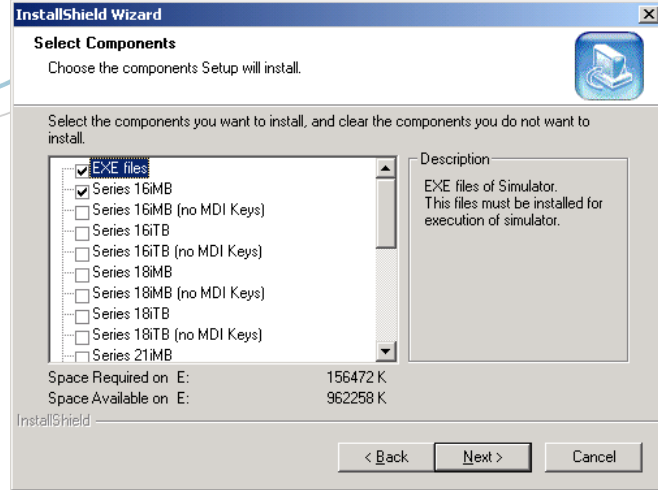 InstallShield Wizard
Select Components
Choose the components Setup will install.
Select the components you want to install, and clear the components you do not want to
install.
EXE files
Series 16iMB
Series 16iMB (no MDI Keys)
Series 16iTB
Series 16iTB (no MDI Keys)
Series 18iMB
Series 18iMB (no MDI Keys)
Series 18iTB
Series 18iTB (no MDI Keys)
Series 21iMB
Description
EXE files of Simulator.
This files must be installed for
execution of simulator.
Space Required on E: 156472 K
Space Available on E: 962258 K
InstallShield
< Back Next > Cancel